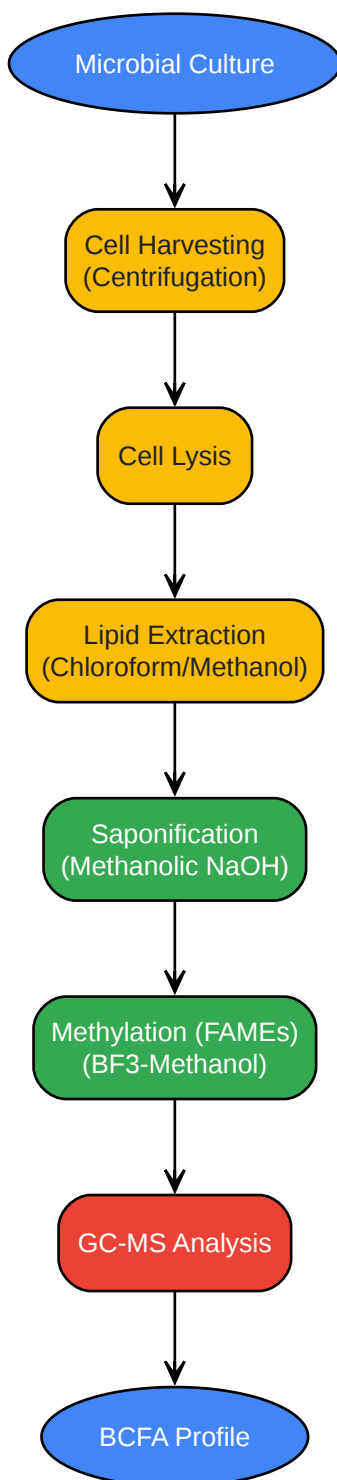 Microbial Culture
Cell Harvesting
(Centrifugation)
Cell Lysis
Lipid Extraction
(Chloroform/Methanol)
Saponification
(Methanolic NaOH)
Methylation (FAMEs)
(BF3-Methanol)
GC-MS Analysis
BCFA Profile